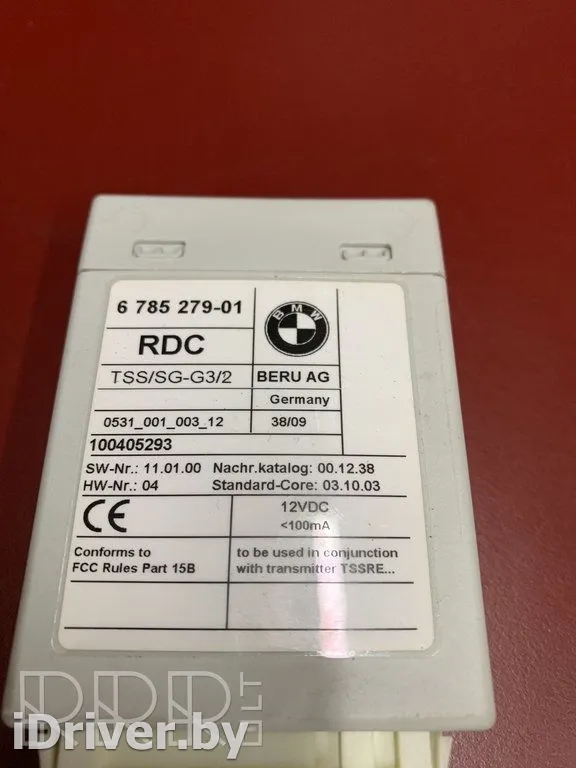 6 785 279-01
BMW
RDC
TSS/SG-G3/2 BERU AG
Germany
0531_001_003_12 38/09
100405293
SW-Nr.: 11.01.00 Nachr.katalog: 00.12.38
HW-Nr.: 04 Standard-Core: 03.10.03
CE 12VDC
<100mA
Conforms to to be used in conjunction
FCC Rules Part 15B with transmitter TSSRE...
iDriver.by